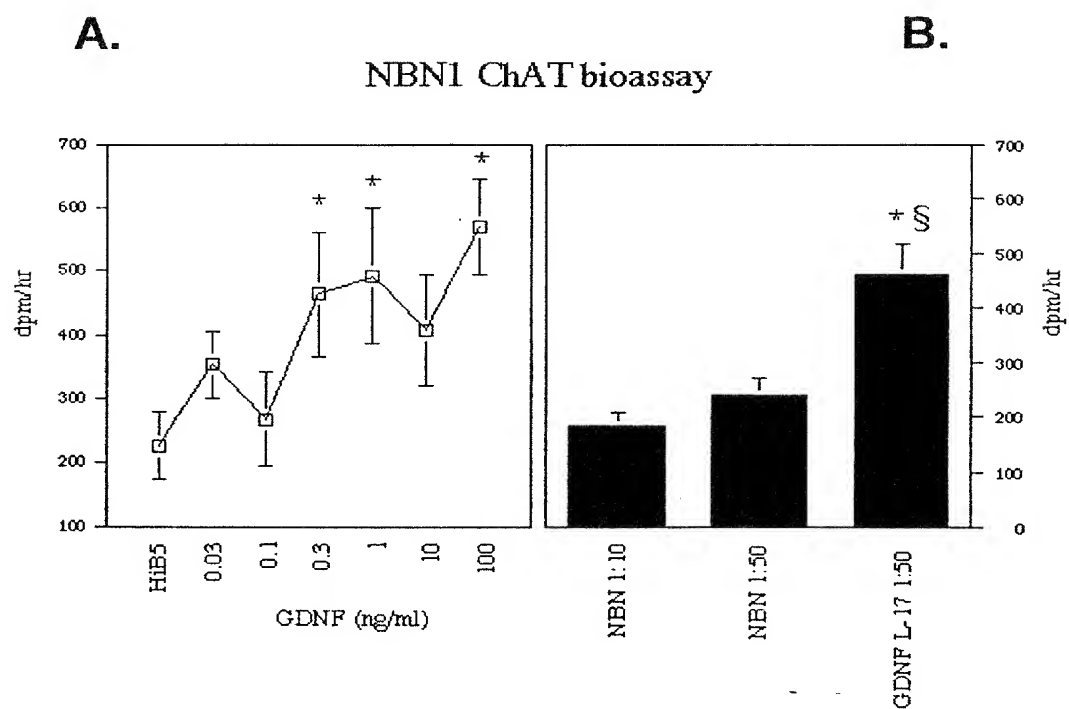 A.
B.
NBN1 ChAT bioassay
700
600
500
400
300
200
100
dpm/hr
*
*
*
HiB5
0.03
0.1
0.3
1
10
100
GDNF (ng/ml)
* §
700
600
500
400
300
200
100
0
dpm/hr
NBN 1:10
NBN 1:50
GDNF L-17 1:50